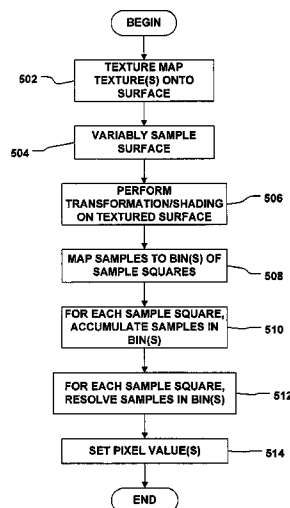 BEGIN
502
TEXTURE MAP
TEXTURE(S) ONTO
SURFACE
504
VARIABLY SAMPLE
SURFACE
PERFORM
TRANSFORMATION/SHADING
ON TEXTURED SURFACE
506
MAP SAMPLES TO BIN(S) OF
SAMPLE SQUARES
508
FOR EACH SAMPLE SQUARE,
ACCUMULATE SAMPLES IN
BIN(S)
510
FOR EACH SAMPLE SQUARE,
RESOLVE SAMPLES IN BIN(S)
512
SET PIXEL VALUE(S)
514
END